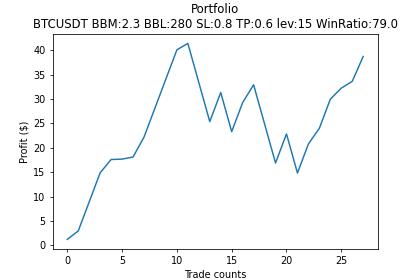 Portfolio
BTCUSDT BBM:2.3 BBL:280 SL:0.8 TP:0.6 lev:15 WinRatio:79.0
40
35
30
25
20
15
10
5
0
Profit ($)
0 5 10 15 20 25
Trade counts